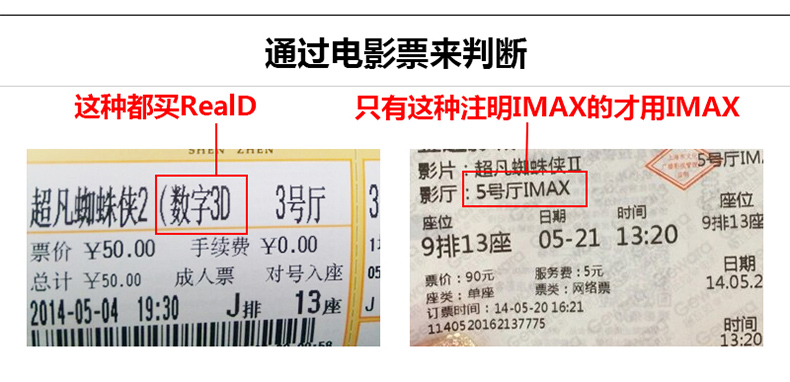 通过电影票来判断
这种都买RealD
只有这种注明IMAX的才用IMAX
SHEN ZHEN
超凡蜘蛛侠2 (数字3D 3号厅
票价 ¥50.00 手续费 ¥0.00
总计 ¥50.00 成人票 对号入座
2014-05-04 19:30 J排 13座
影片:超凡蜘蛛侠II
影厅:5号厅IMAX
座位 日期 时间
9排13座 05-21 13:20
票价:90元 服务费:5元
座类:单座 票类:网络票
订票时间:14-05-20 16:21
1140520162137775
5号厅IMA
座位
9排13座
日期
14.05.2
时间
13:20